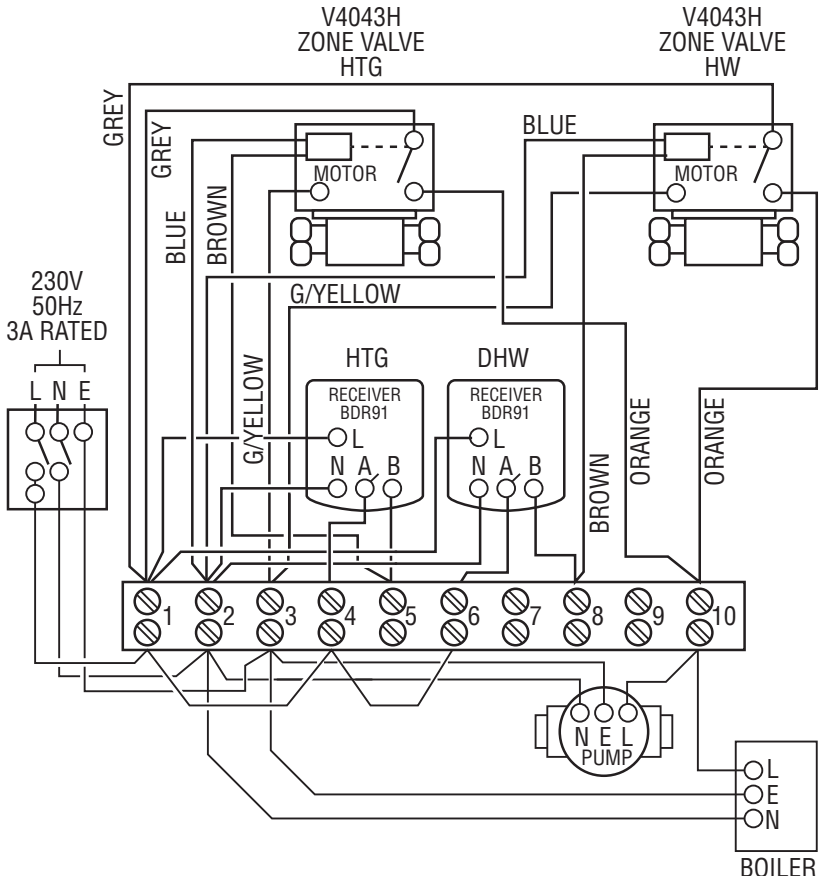 V4043H
ZONE VALVE
HTG
V4043H
ZONE VALVE
HW
GREY
GREY
BLUE
BROWN
MOTOR
BLUE
MOTOR
G/YELLOW
G/YELLOW
230V
50Hz
3A RATED
L N E
HTG
RECEIVER
BDR91
L
N A B
DHW
RECEIVER
BDR91
L
N A B
BROWN
ORANGE
ORANGE
1 2 3 4 5 6 7 8 9 10
N E L
PUMP
L
E
N
BOILER